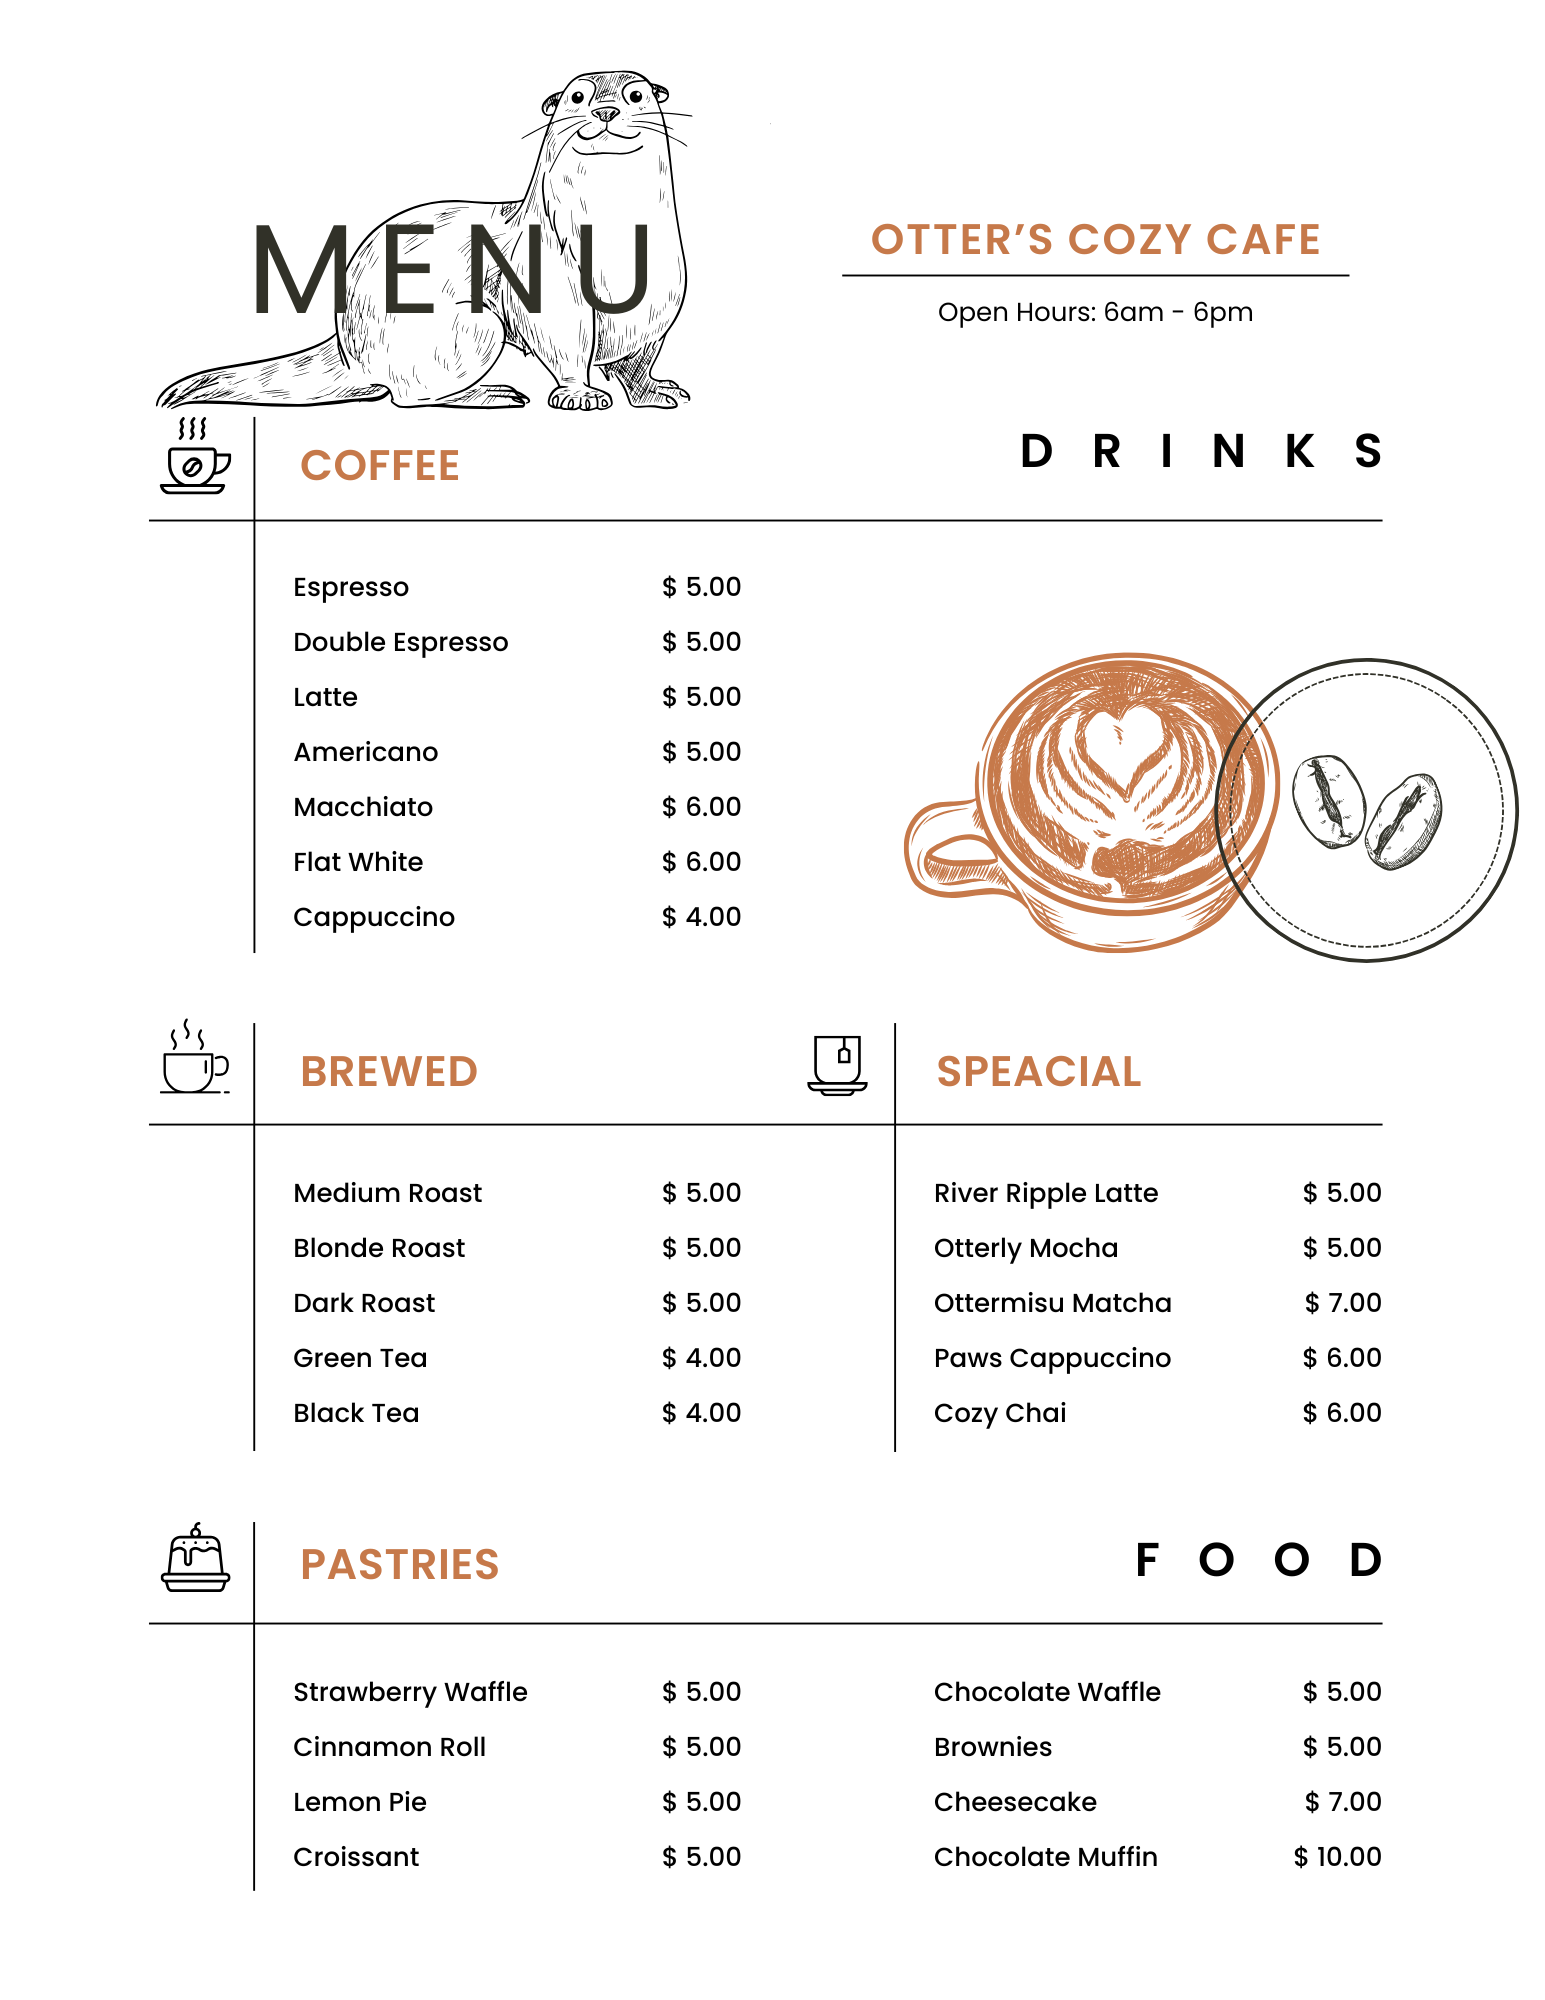 MENU
OTTER’S COZY CAFE
Open Hours: 6am - 6pm
DRINKS
COFFEE
Espresso $ 5.00
Double Espresso $ 5.00
Latte $ 5.00
Americano $ 5.00
Macchiato $ 6.00
Flat White $ 6.00
Cappuccino $ 4.00
BREWED
Medium Roast $ 5.00
Blonde Roast $ 5.00
Dark Roast $ 5.00
Green Tea $ 4.00
Black Tea $ 4.00
SPEACIAL
River Ripple Latte $ 5.00
Otterly Mocha $ 5.00
Ottermisu Matcha $ 7.00
Paws Cappuccino $ 6.00
Cozy Chai $ 6.00
FOOD
PASTRIES
Strawberry Waffle $ 5.00
Cinnamon Roll $ 5.00
Lemon Pie $ 5.00
Croissant $ 5.00
Chocolate Waffle $ 5.00
Brownies $ 5.00
Cheesecake $ 7.00
Chocolate Muffin $ 10.00